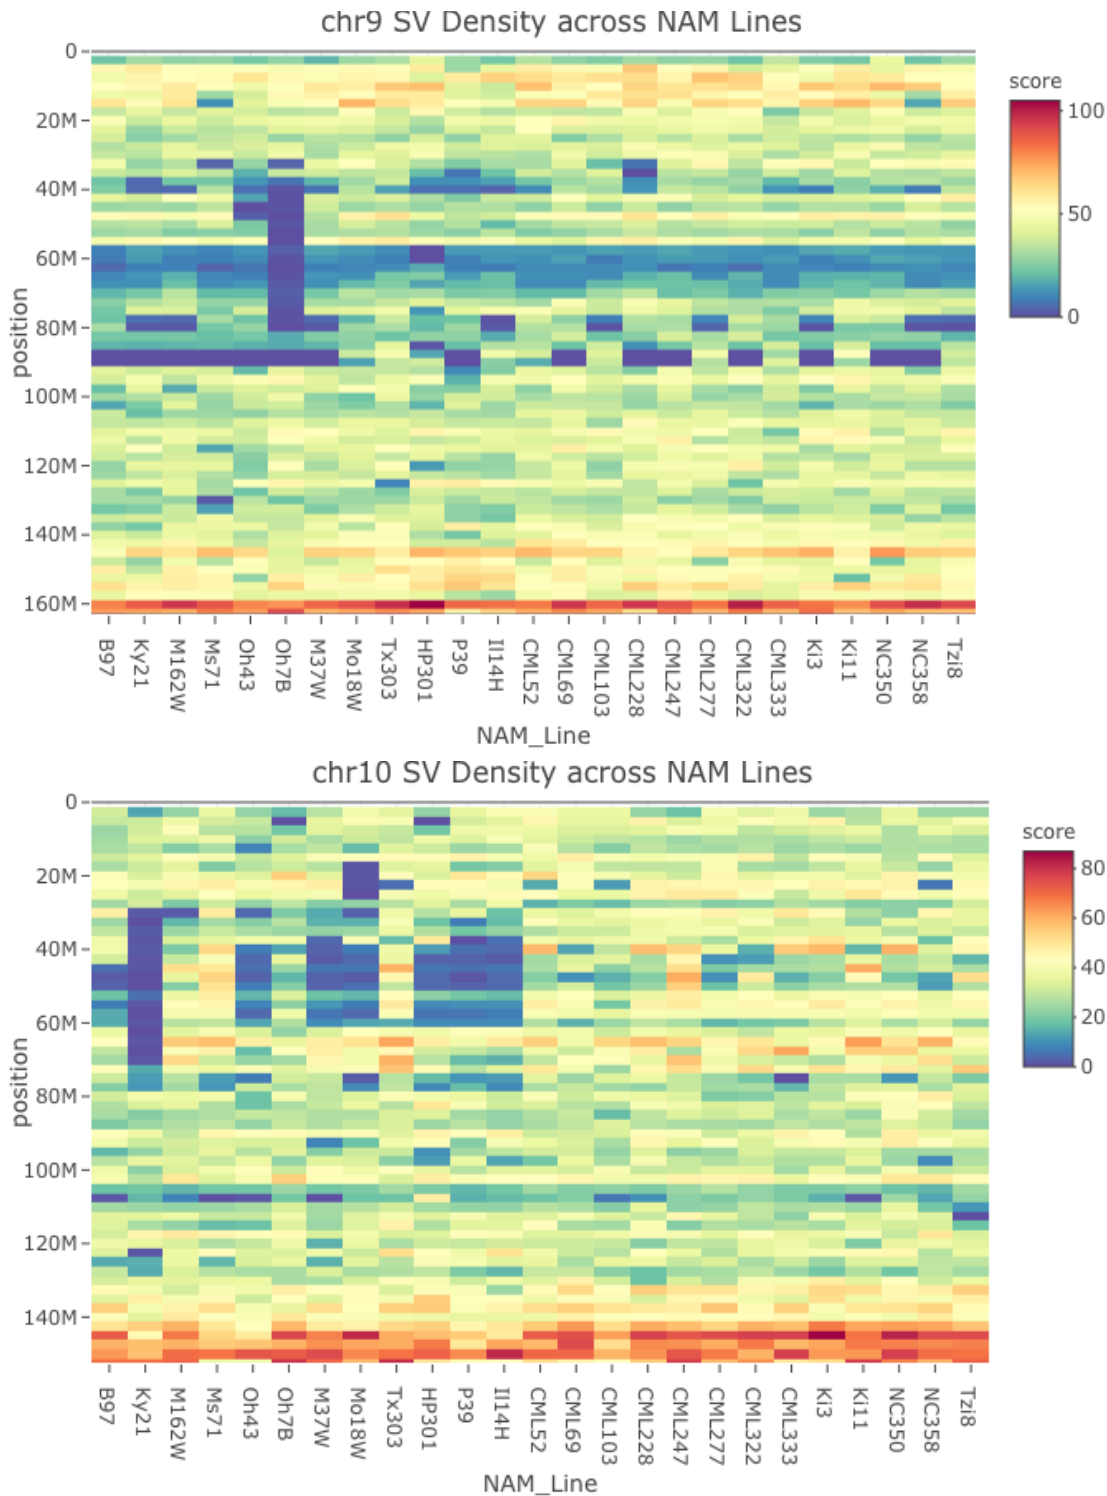 chr9 SV Density across NAM Lines
score
100
50
0
position
0
20M
40M
60M
80M
100M
120M
140M
160M
B97
Ky21
M162W
Ms71
Oh43
Oh7B
M37W
Mo18W
Tx303
HP301
P39
Il14H
CML52
CML69
CML103
CML228
CML247
CML277
CML322
CML333
Ki3
Ki11
NC350
NC358
Tzi8
NAM_Line
chr10 SV Density across NAM Lines
score
80
60
40
20
0
position
0
20M
40M
60M
80M
100M
120M
140M
B97
Ky21
M162W
Ms71
Oh43
Oh7B
M37W
Mo18W
Tx303
HP301
P39
Il14H
CML52
CML69
CML103
CML228
CML247
CML277
CML322
CML333
Ki3
Ki11
NC350
NC358
Tzi8
NAM_Line